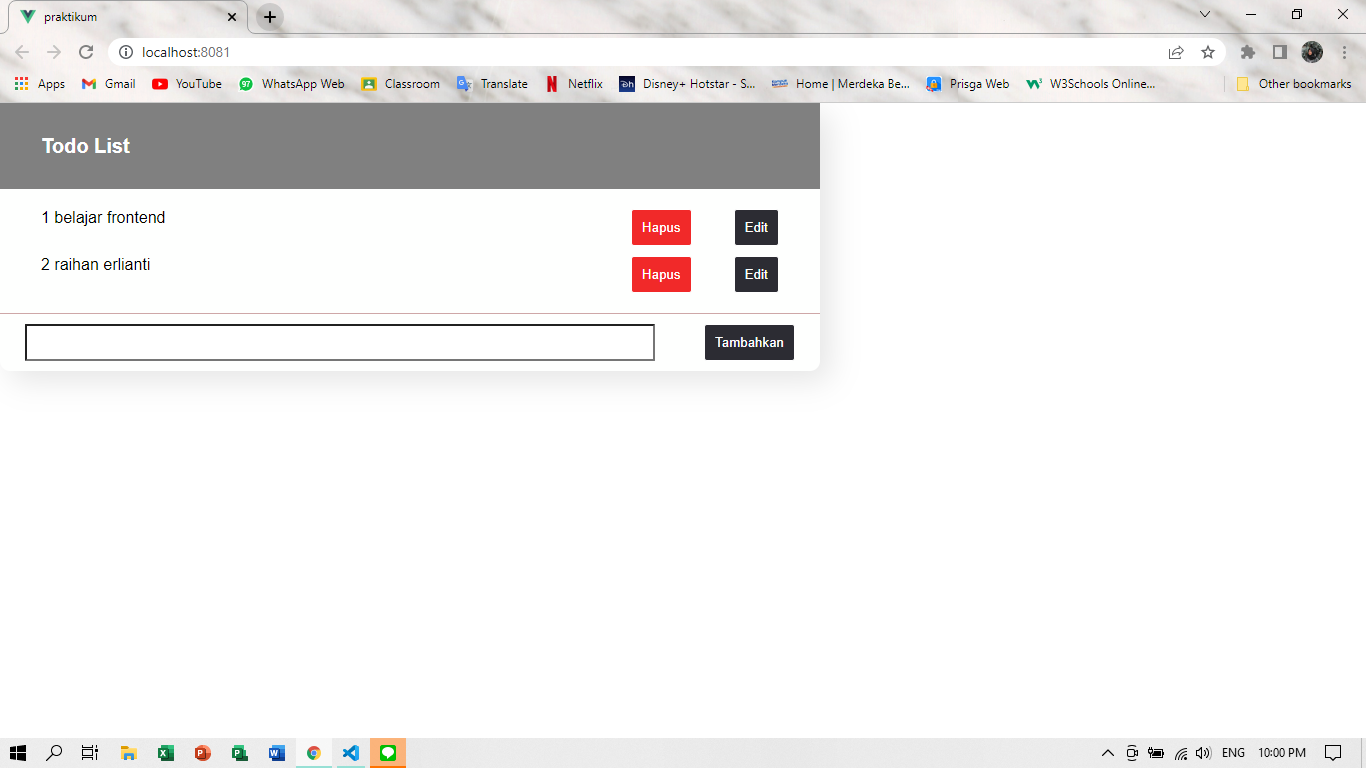 praktikum
localhost:8081
Apps Gmail YouTube 97 WhatsApp Web Classroom Translate Netflix Disney+ Hotstar - S... Home | Merdeka Be... Prisga Web W3Schools Online... Other bookmarks
Todo List
1 belajar frontend Hapus Edit
2 raihan erlianti Hapus Edit
Tambahkan
ENG 10:00 PM